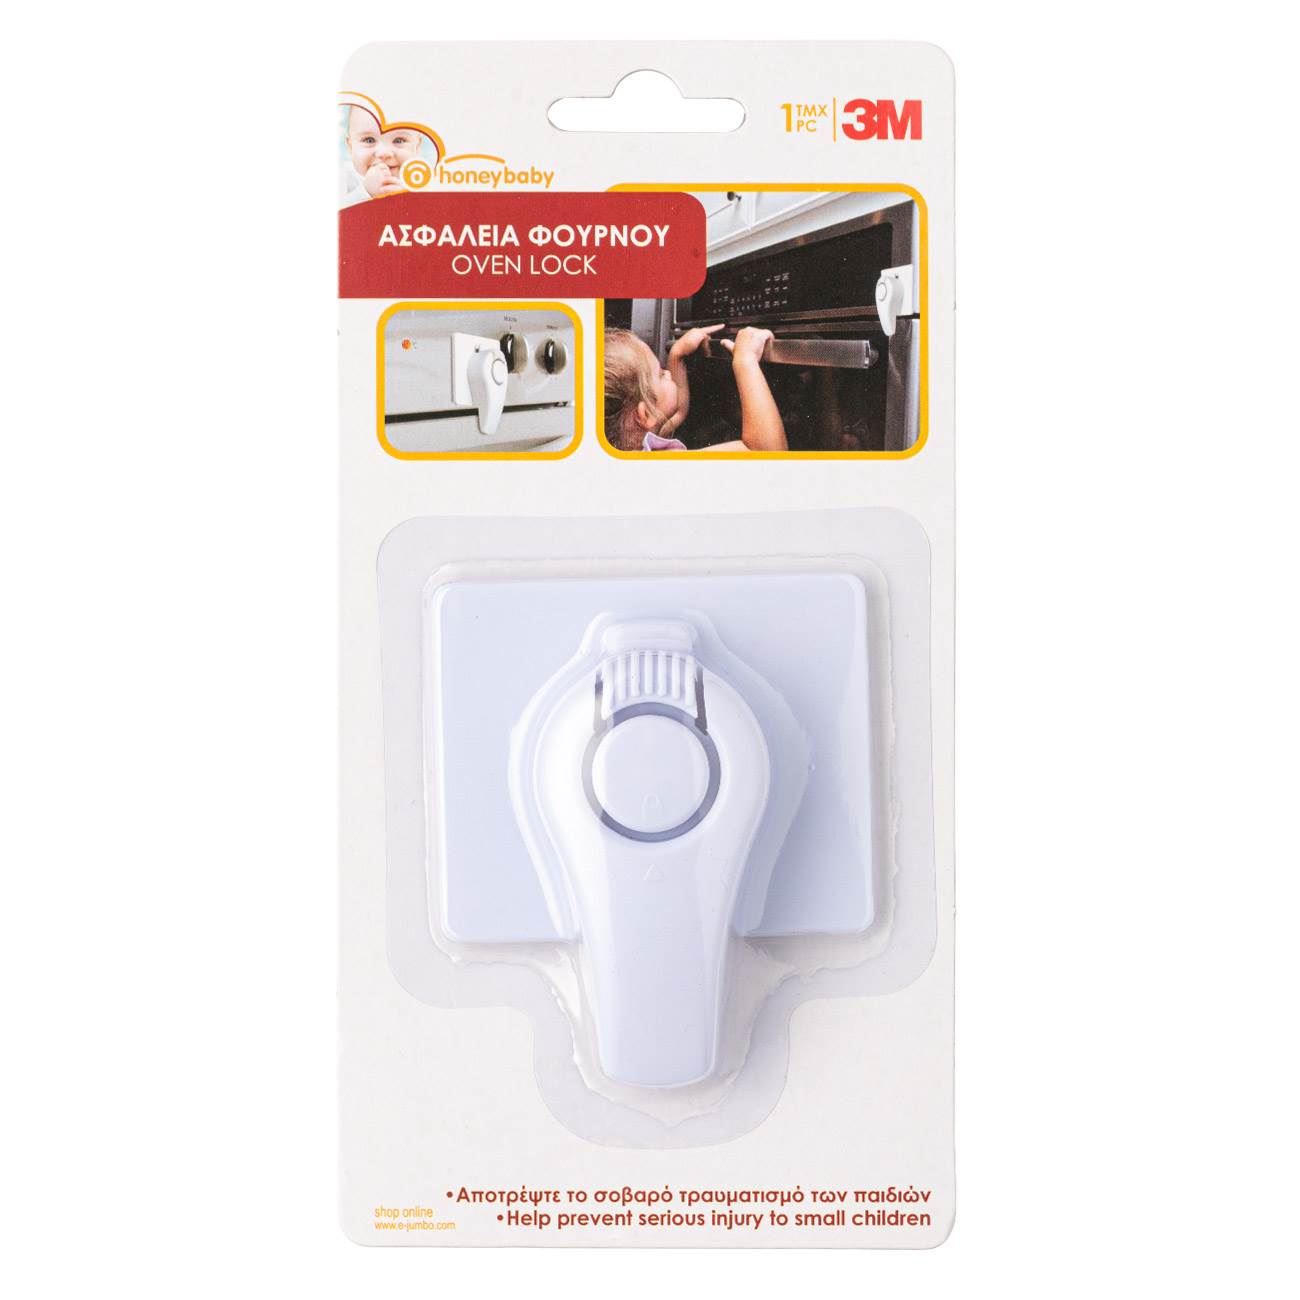 1 TMX
PC
3M
honeybaby
ΑΣΦΑΛΕΙΑ ΦΟΥΡΝΟΥ
OVEN LOCK
•Αποτρέψτε το σοβαρό τραυματισμό των παιδιών
shop online
www.e-jumbo.com
•Help prevent serious injury to small children